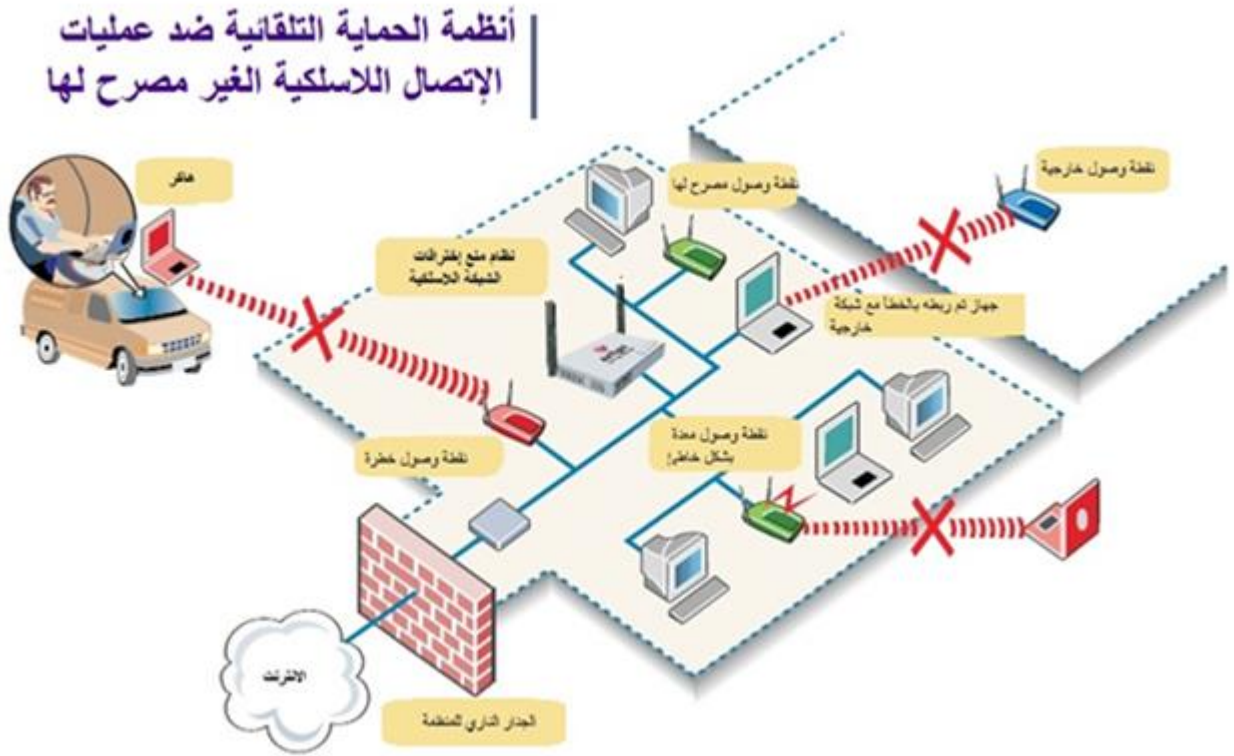 أنظمة الحماية التلقائية ضد عمليات
الإتصال اللاسلكية الغير مصرح لها
هاكر
نقطة وصول مصرح لها
نقطة وصول خارجية
نظام منع إختراقات
الشبكة اللاسلكية
جهاز تم ربطه بالخطأ مع شبكة
خارجية
نقطة وصول خطرة
نقطة وصول معدة
بشكل خاطئ
الانترنت
الجدار الناري للمنظمة